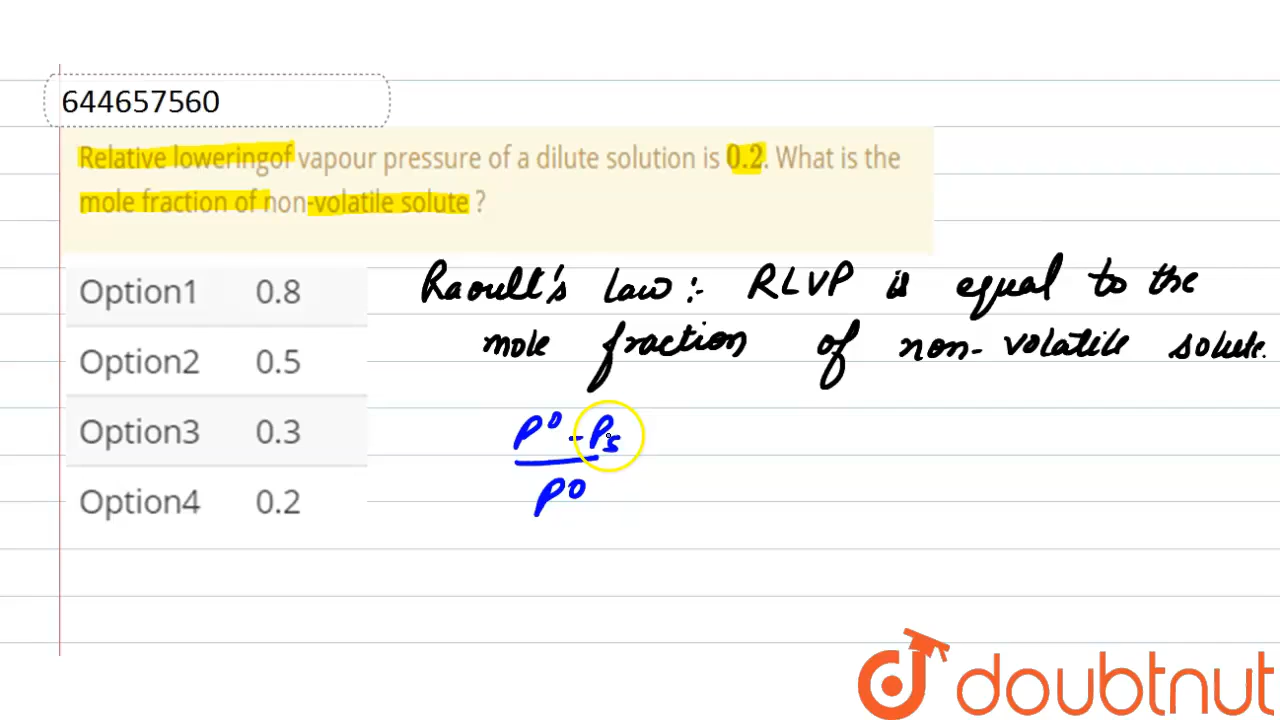 644657560
Relative loweringof vapour pressure of a dilute solution is 0.2. What is the
mole fraction of non-volatile solute ?
Option1 0.8
Option2 0.5
Option3 0.3
Option4 0.2
Raoult's law :- RLVP is equal to the
mole fraction of non-volatile solute.
P⁰ - Ps
P⁰
doubtnut